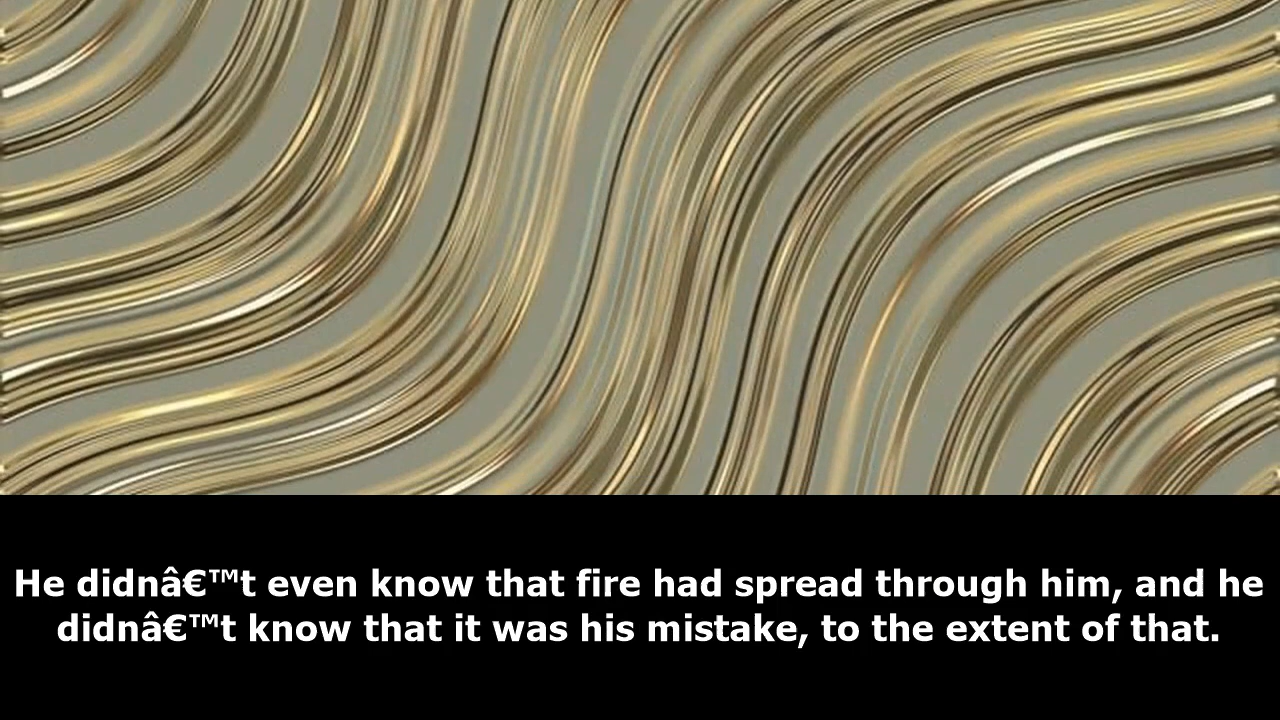 He didnâ€™t even know that fire had spread through him, and he
didnâ€™t know that it was his mistake, to the extent of that.